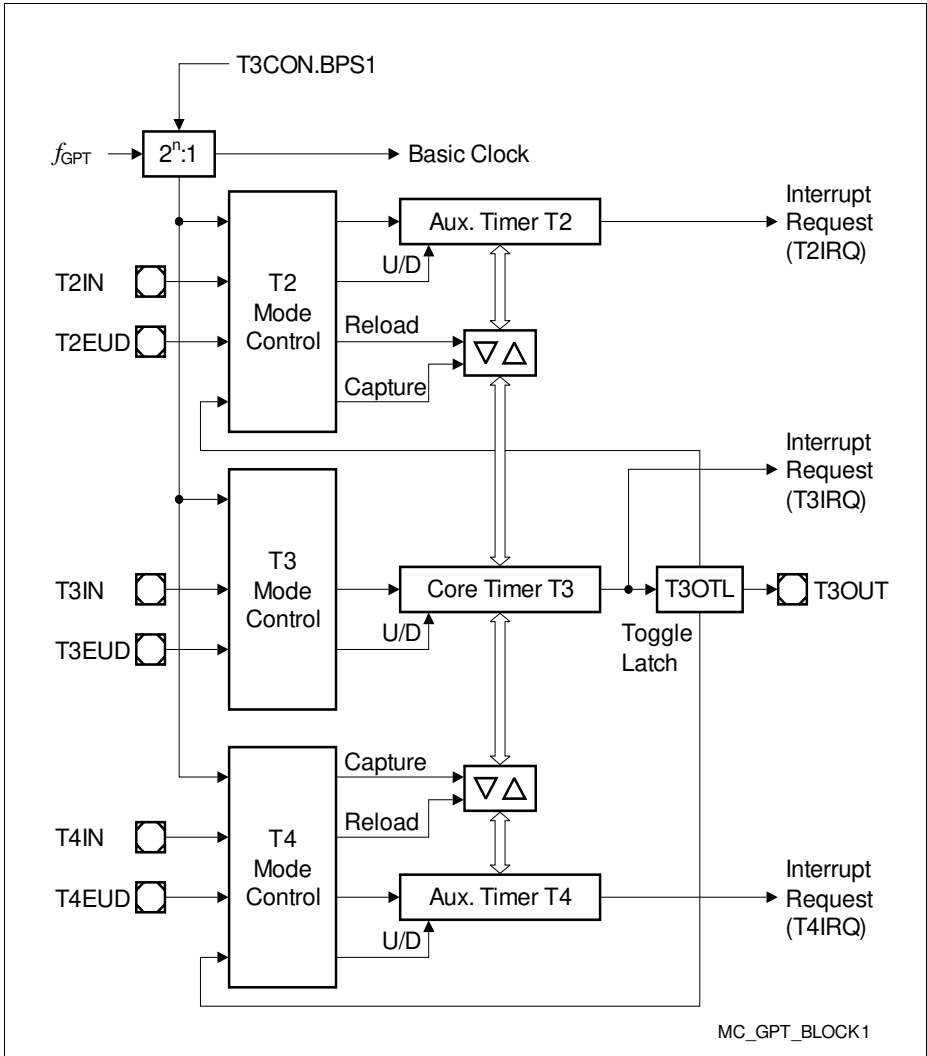 T3CON.BPS1
fGPT
2n:1
Basic Clock
Interrupt
Request
(T2IRQ)
Aux. Timer T2
U/D
T2IN
T2
Mode
Control
T2EUD
Reload
Capture
Interrupt
Request
(T3IRQ)
T3
Mode
Control
T3IN
Core Timer T3
T3OTL
T3OUT
U/D
T3EUD
Toggle
Latch
Capture
Reload
T4IN
T4
Mode
Control
T4EUD
Aux. Timer T4
U/D
Interrupt
Request
(T4IRQ)
MC_GPT_BLOCK1